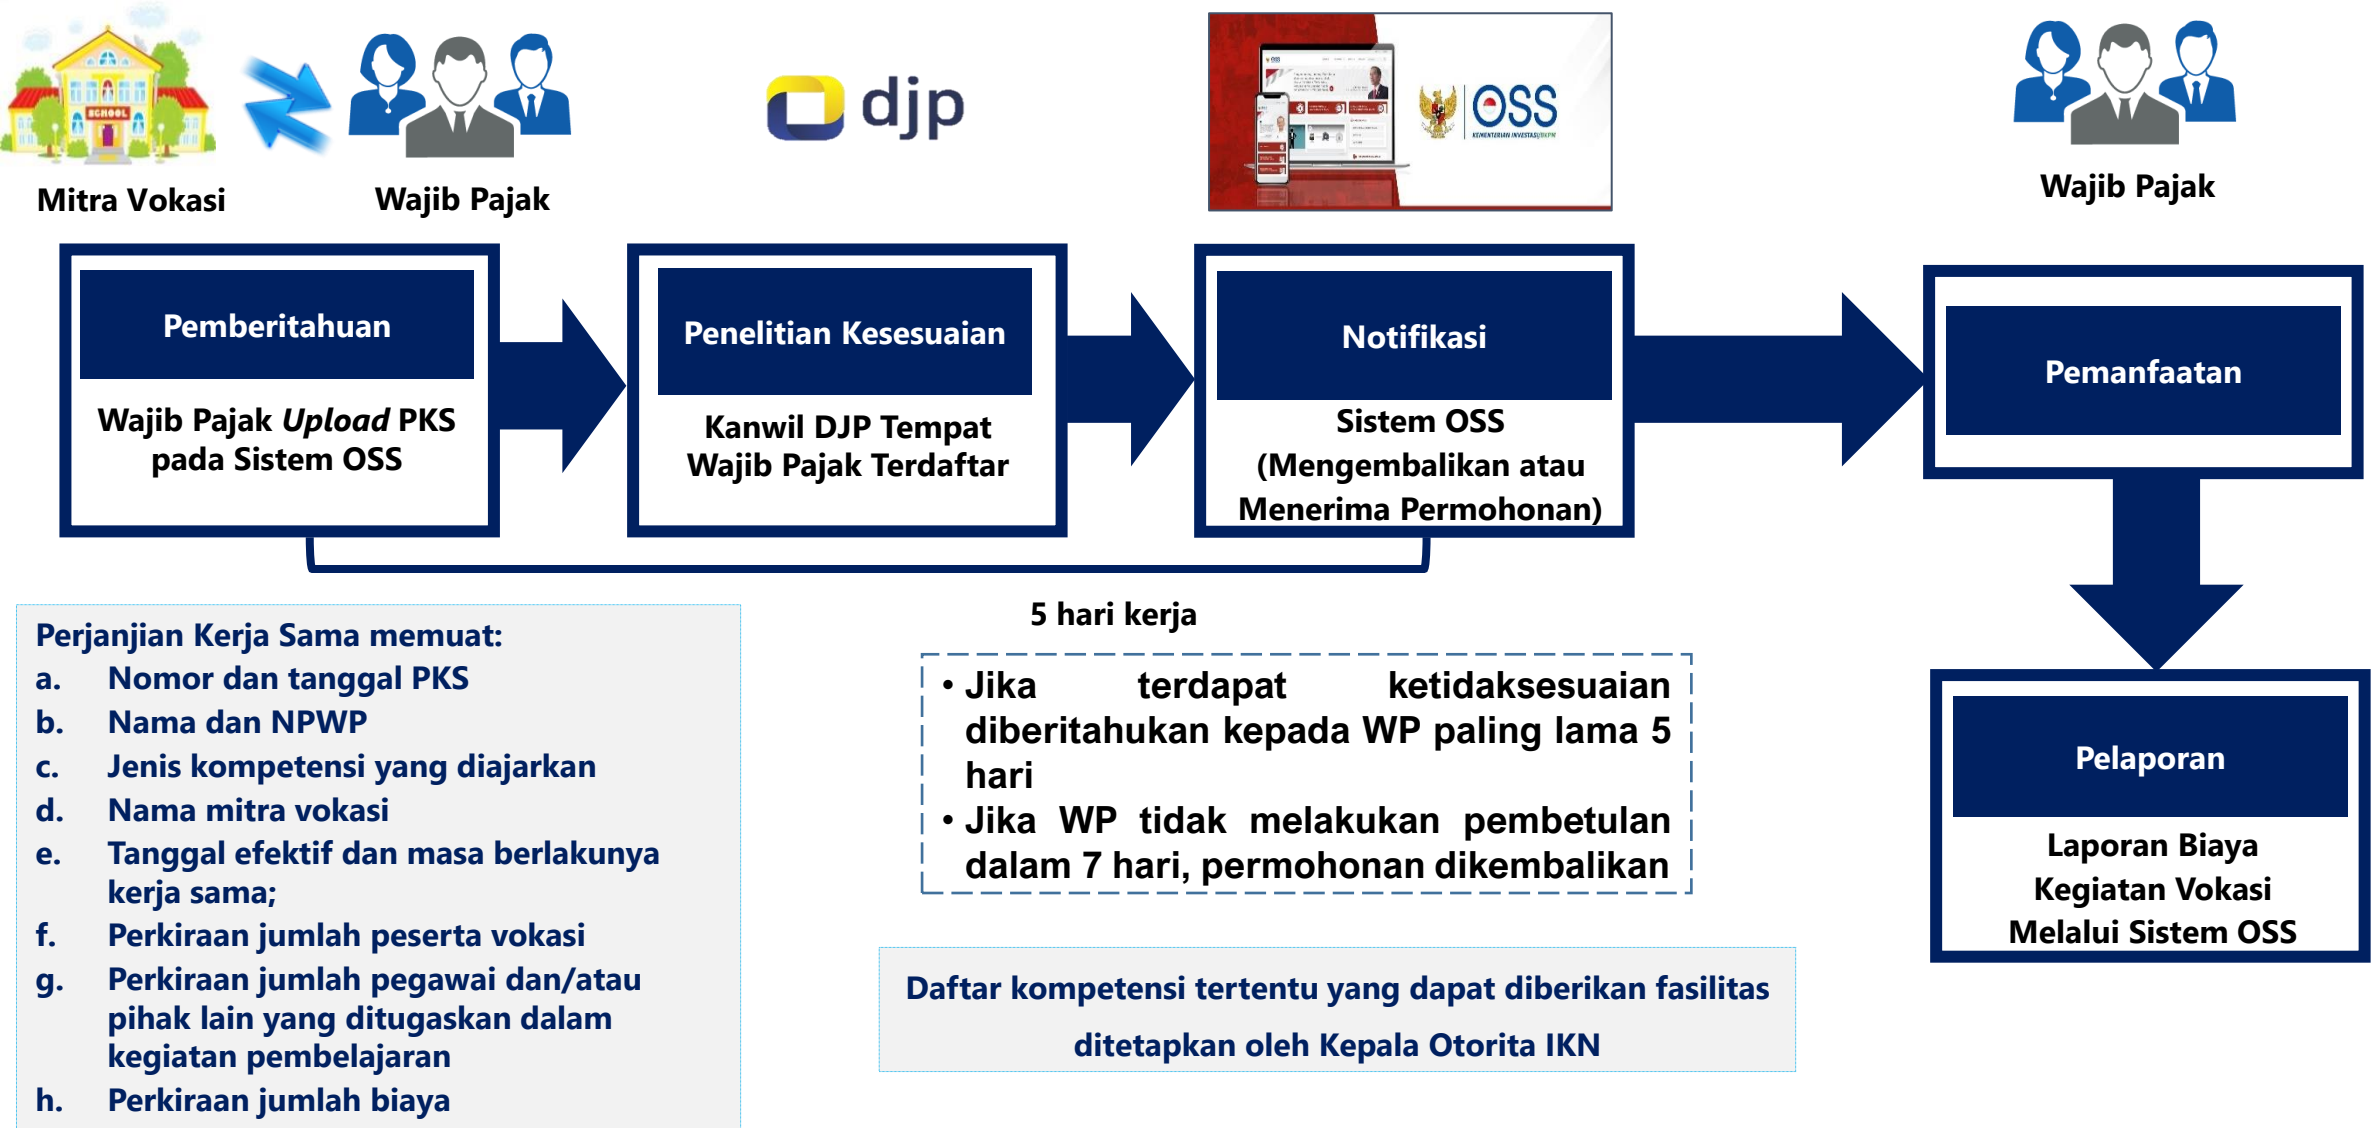 SCHOOL
djp
OSS
KEMENTERIAN INVESTASI/BKPM
Mitra Vokasi
Wajib Pajak
Wajib Pajak
Pemberitahuan
Wajib Pajak Upload PKS
pada Sistem OSS
Penelitian Kesesuaian
Kanwil DJP Tempat
Wajib Pajak Terdaftar
Notifikasi
Sistem OSS
(Mengembalikan atau
Menerima Permohonan)
Pemanfaatan
5 hari kerja
Perjanjian Kerja Sama memuat:
a. Nomor dan tanggal PKS
b. Nama dan NPWP
c. Jenis kompetensi yang diajarkan
d. Nama mitra vokasi
e. Tanggal efektif dan masa berlakunya
kerja sama;
f. Perkiraan jumlah peserta vokasi
g. Perkiraan jumlah pegawai dan/atau
pihak lain yang ditugaskan dalam
kegiatan pembelajaran
h. Perkiraan jumlah biaya
• Jika terdapat ketidaksesuaian
diberitahukan kepada WP paling lama 5
hari
• Jika WP tidak melakukan pembetulan
dalam 7 hari, permohonan dikembalikan
Daftar kompetensi tertentu yang dapat diberikan fasilitas
ditetapkan oleh Kepala Otorita IKN
Pelaporan
Laporan Biaya
Kegiatan Vokasi
Melalui Sistem OSS